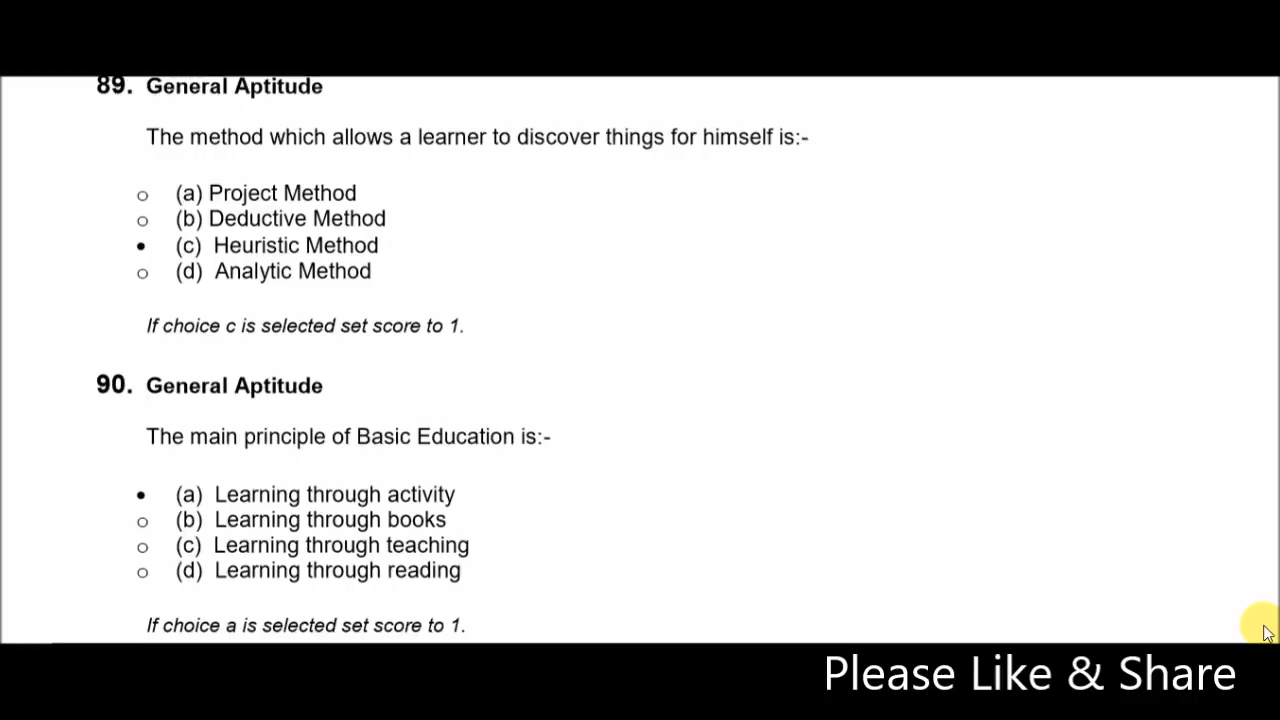 89. General Aptitude
The method which allows a learner to discover things for himself is:-
o (a) Project Method
o (b) Deductive Method
• (c) Heuristic Method
o (d) Analytic Method
If choice c is selected set score to 1.
90. General Aptitude
The main principle of Basic Education is:-
• (a) Learning through activity
o (b) Learning through books
o (c) Learning through teaching
o (d) Learning through reading
If choice a is selected set score to 1.
Please Like & Share